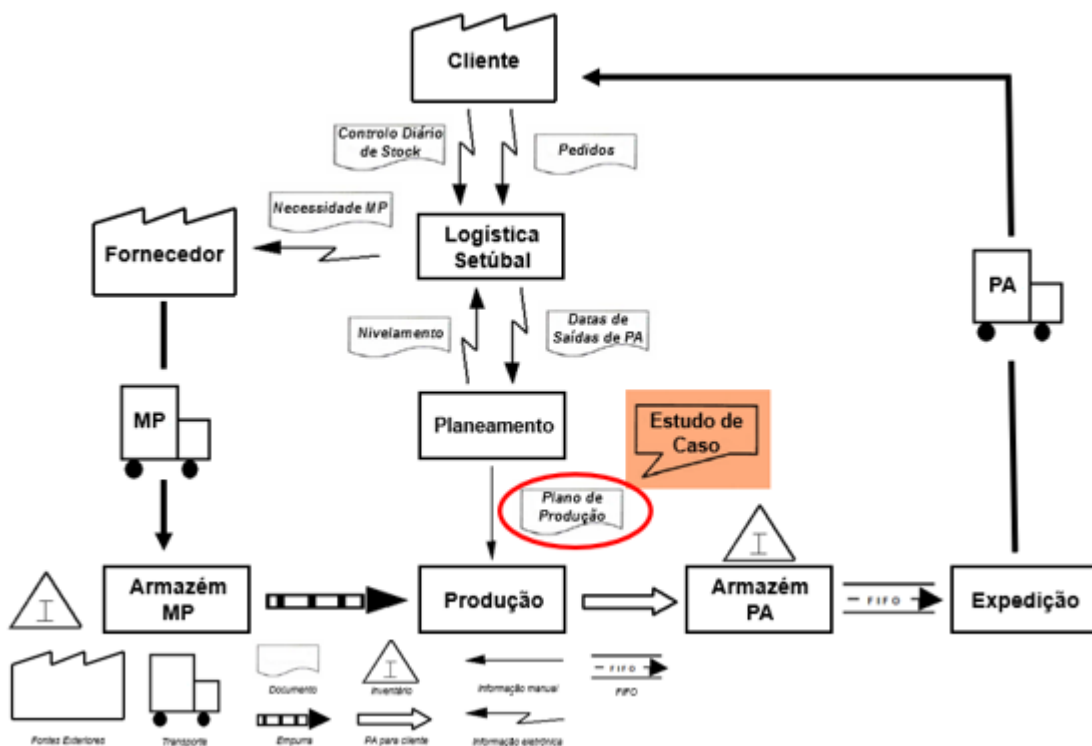 Cliente
Controlo Diário
de Stock
Pedidos
Necessidade MP
Logística
Setúbal
Fornecedor
PA
Nivelamento
Datas de
Saídas de PA
MP
Planeamento
Estudo de
Caso
Plano de
Produção
I
I
Armazém
MP
Produção
Armazém
PA
FIFO
Expedição
I
FIFO
Documento
Inventário
Informação manual
FIFO
Fontes Exteriores
Transporte
Empurra
PA para cliente
Informação eletrónica